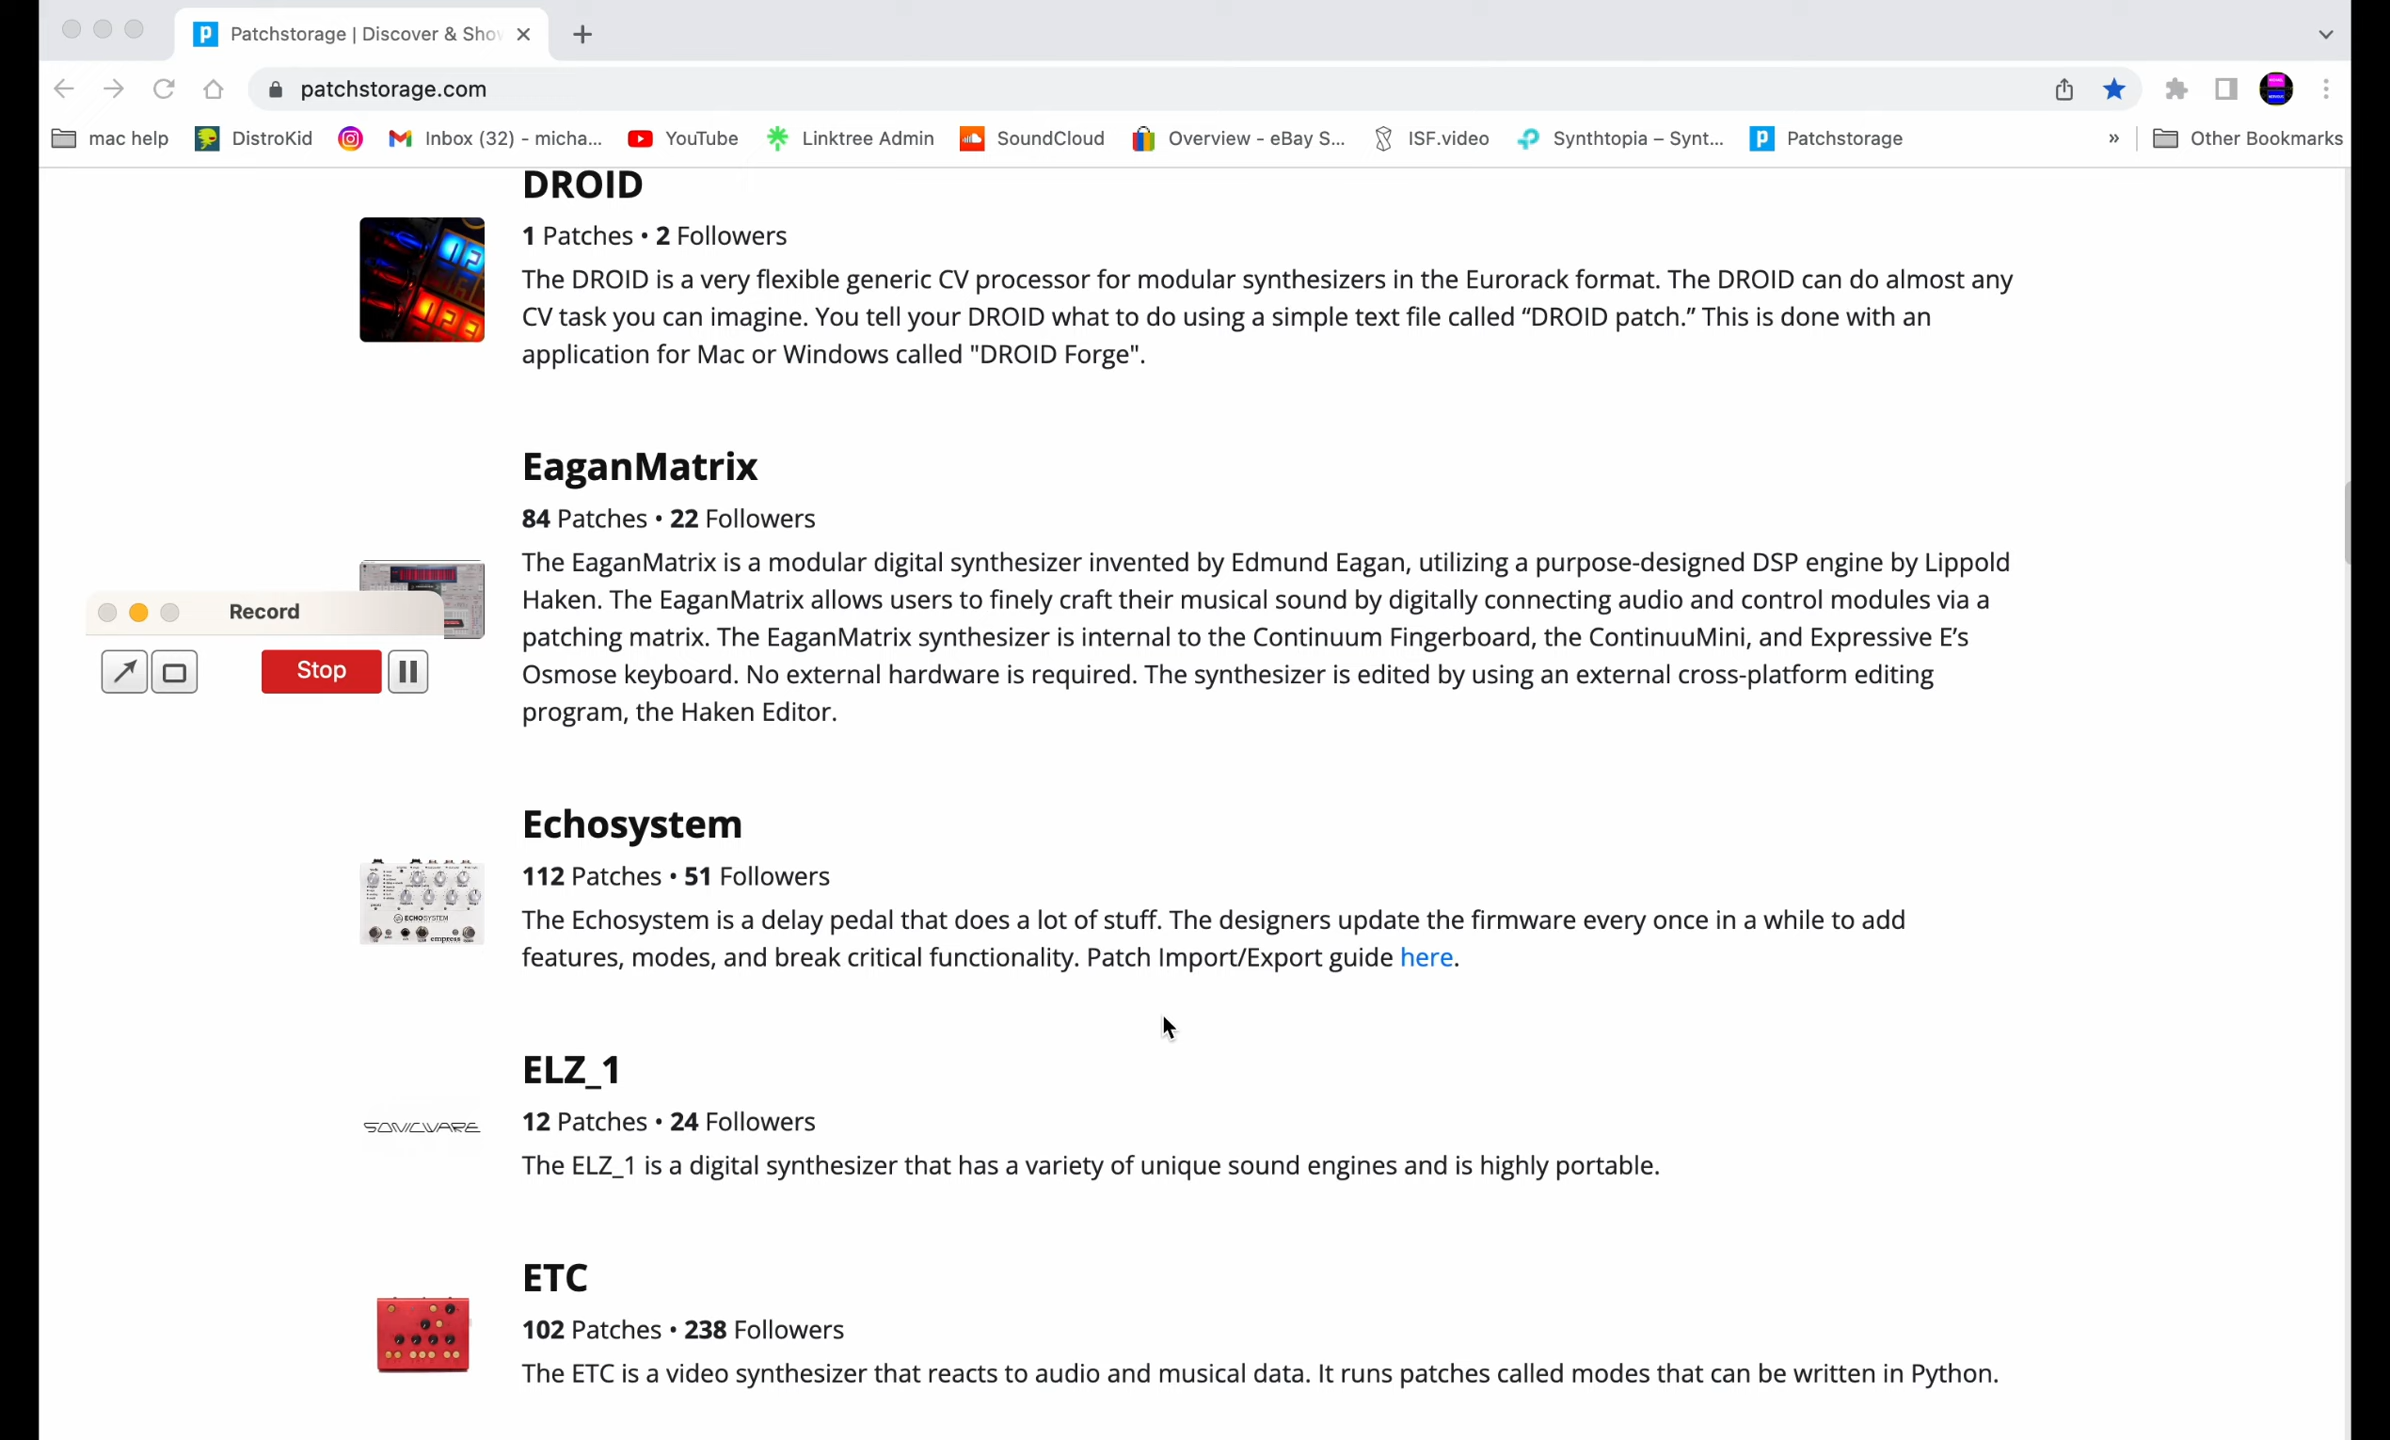 Patchstorage | Discover & Sho
patchstorage.com
mac help
DistroKid
Inbox (32) - micha...
YouTube
Linktree Admin
SoundCloud
Overview - eBay S...
ISF.video
Synthtopia – Synt...
Patchstorage
»
Other Bookmarks
DROID
1 Patches • 2 Followers
The DROID is a very flexible generic CV processor for modular synthesizers in the Eurorack format. The DROID can do almost any
CV task you can imagine. You tell your DROID what to do using a simple text file called “DROID patch.” This is done with an
application for Mac or Windows called "DROID Forge".
EaganMatrix
84 Patches • 22 Followers
The EaganMatrix is a modular digital synthesizer invented by Edmund Eagan, utilizing a purpose-designed DSP engine by Lippold
Haken. The EaganMatrix allows users to finely craft their musical sound by digitally connecting audio and control modules via a
patching matrix. The EaganMatrix synthesizer is internal to the Continuum Fingerboard, the ContinuuMini, and Expressive E’s
Osmose keyboard. No external hardware is required. The synthesizer is edited by using an external cross-platform editing
program, the Haken Editor.
Record
Stop
Echosystem
112 Patches • 51 Followers
The Echosystem is a delay pedal that does a lot of stuff. The designers update the firmware every once in a while to add
features, modes, and break critical functionality. Patch Import/Export guide here.
ECHOSYSTEM
empress
ELZ_1
12 Patches • 24 Followers
The ELZ_1 is a digital synthesizer that has a variety of unique sound engines and is highly portable.
SONICWARE
ETC
102 Patches • 238 Followers
The ETC is a video synthesizer that reacts to audio and musical data. It runs patches called modes that can be written in Python.